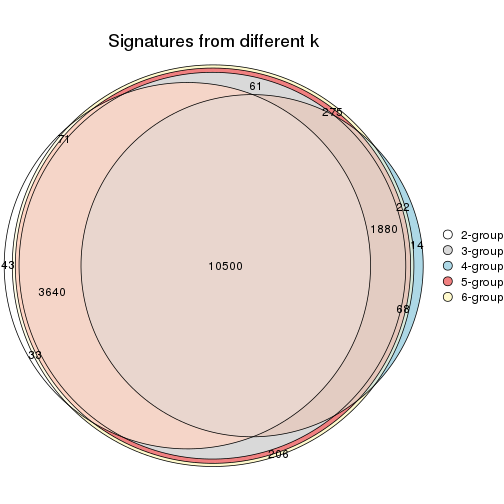 Signatures from different k
61
275
71
22
1880
14
2-group
3-group
4-group
5-group
6-group
43
10500
3640
68
33
206